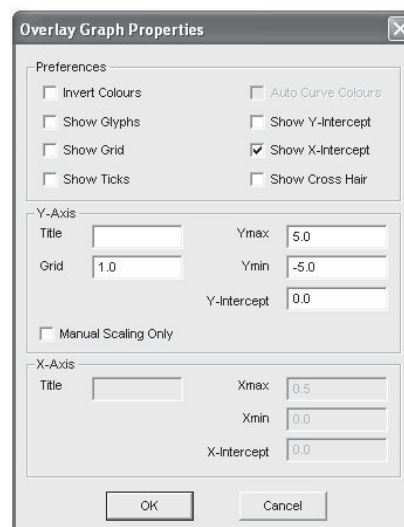 Overlay Graph Properties
Preferences
Invert Colours
Auto Curve Colours
Show Glyphs
Show Y-Intercept
Show Grid
Show X-Intercept
Show Ticks
Show Cross Hair
Y-Axis
Title
Ymax 5.0
Grid 1.0
Ymin -5.0
Y-Intercept 0.0
Manual Scaling Only
X-Axis
Title
Xmax 0.5
Xmin 0.0
X-Intercept 0.0
OK
Cancel